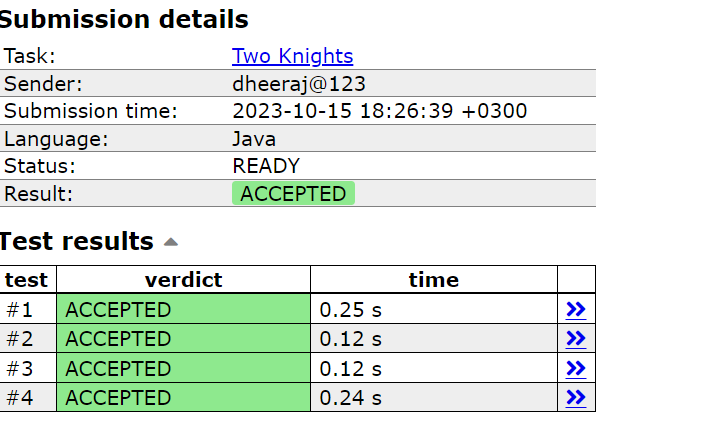 Submission details
Task: Two Knights
Sender: dheeraj@123
Submission time: 2023-10-15 18:26:39 +0300
Language: Java
Status: READY
Result: ACCEPTED
Test results
test verdict time
#1 ACCEPTED 0.25 s
#2 ACCEPTED 0.12 s
#3 ACCEPTED 0.12 s
#4 ACCEPTED 0.24 s